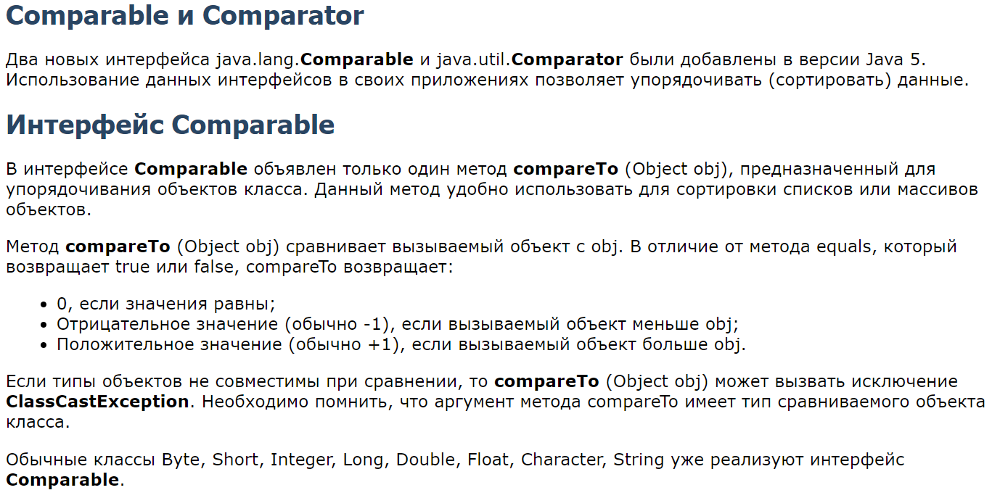 Comparable и Comparator
Два новых интерфейса java.lang.Comparable и java.util.Comparator были добавлены в версии Java 5.
Использование данных интерфейсов в своих приложениях позволяет упорядочивать (сортировать) данные.
Интерфейс Comparable
В интерфейсе Comparable объявлен только один метод compareTo (Object obj), предназначенный для
упорядочивания объектов класса. Данный метод удобно использовать для сортировки списков или массивов
объектов.
Метод compareTo (Object obj) сравнивает вызываемый объект с obj. В отличие от метода equals, который
возвращает true или false, compareTo возвращает:
• 0, если значения равны;
• Отрицательное значение (обычно -1), если вызываемый объект меньше obj;
• Положительное значение (обычно +1), если вызываемый объект больше obj.
Если типы объектов не совместимы при сравнении, то compareTo (Object obj) может вызвать исключение
ClassCastException. Необходимо помнить, что аргумент метода compareTo имеет тип сравниваемого объекта
класса.
Обычные классы Byte, Short, Integer, Long, Double, Float, Character, String уже реализуют интерфейс
Comparable.